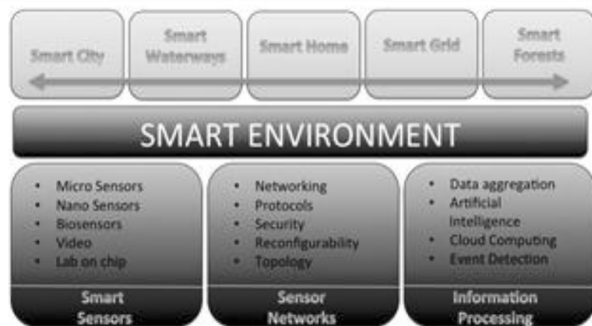 Smart City
Smart
Waterways
Smart Home
Smart Grid
Smart
Forests
SMART ENVIRONMENT
• Micro Sensors
• Nano Sensors
• Biosensors
• Video
• Lab on chip
Smart
Sensors
• Networking
• Protocols
• Security
• Reconfigurability
• Topology
Sensor
Networks
• Data aggregation
• Artificial
Intelligence
• Cloud Computing
• Event Detection
Information
Processing